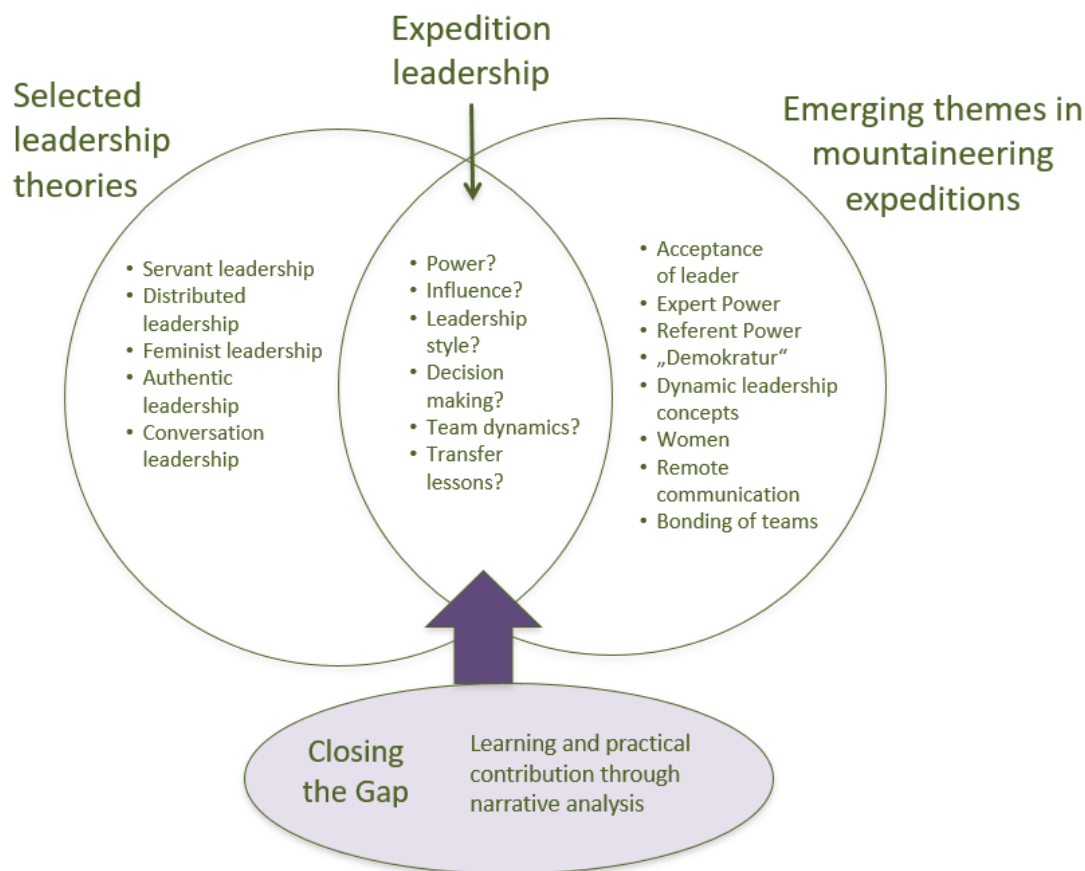 Expedition
leadership
Selected
leadership
theories
Emerging themes in
mountaineering
expeditions
• Servant leadership
• Distributed
leadership
• Feminist leadership
• Authentic
leadership
• Conversation
leadership
• Power?
• Influence?
• Leadership
style?
• Decision
making?
• Team dynamics?
• Transfer
lessons?
• Acceptance
of leader
• Expert Power
• Referent Power
• „Demokratur“
• Dynamic leadership
concepts
• Women
• Remote
communication
• Bonding of teams
Closing
the Gap
Learning and practical
contribution through
narrative analysis